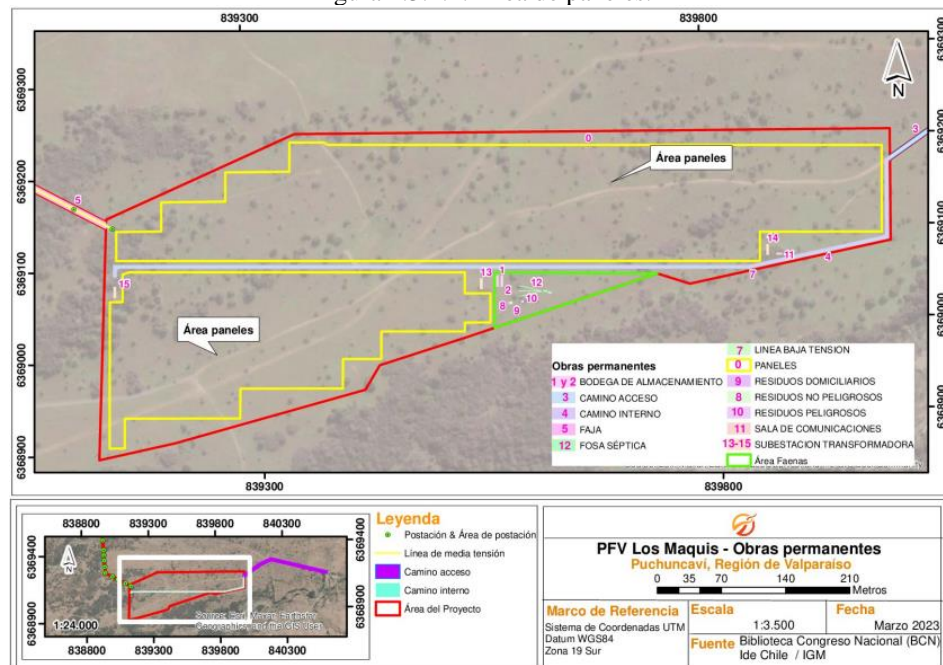 839300
839800
6369300
6369200
6369100
6369000
6368900
6369300
6369200
6369100
6369000
6368800
N
0
3
5
Área paneles
14
11
4
7
15
13
1
2
12
10
8
9
Área paneles
Obras permanentes
1 y 2 BODEGA DE ALMACENAMIENTO
3 CAMINO ACCESO
4 CAMINO INTERNO
5 FAJA
12 FOSA SÉPTICA
7 LINEA BAJA TENSION
0 PANELES
9 RESIDUOS DOMICILIARIOS
8 RESIDUOS NO PELIGROSOS
10 RESIDUOS PELIGROSOS
11 SALA DE COMUNICACIONES
13-15 SUBESTACION TRANSFORMADORA
Área Faenas
839300
839800
838800 839300 839800 840300
6369400
6368900
6369400
6368900
N
1:24.000
838800 839300 839800 840300
Leyenda
Postación & Área de postación
Línea de media tensión
Camino acceso
Camino interno
Área del Proyecto
PFV Los Maquis - Obras permanentes
Puchuncaví, Región de Valparaíso
0 35 70 140 210
Metros
Marco de Referencia
Sistema de Coordenadas UTM
Datum WGS84
Zona 19 Sur
Escala
1:3.500
Fecha
Marzo 2023
Fuente Biblioteca Congreso Nacional (BCN)
Ide Chile / IGM